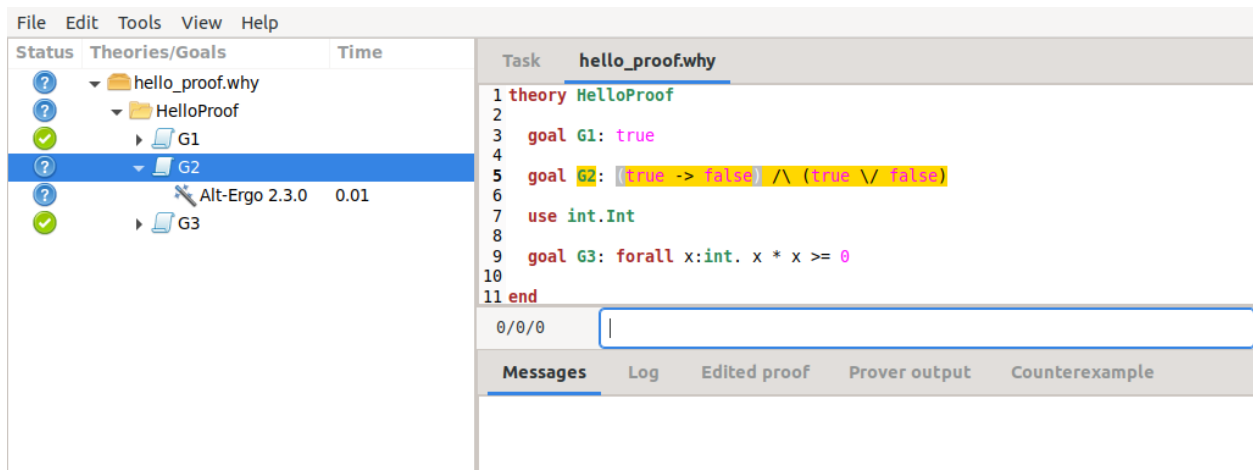 File Edit Tools View Help
Status Theories/Goals Time
hello_proof.why
HelloProof
G1
G2
Alt-Ergo 2.3.0 0.01
G3
Task hello_proof.why
1 theory HelloProof
2
3 goal G1: true
4
5 goal G2: (true -> false) /\ (true \/ false)
6
7 use int.Int
8
9 goal G3: forall x:int. x * x >= 0
10
11 end
0/0/0
Messages Log Edited proof Prover output Counterexample